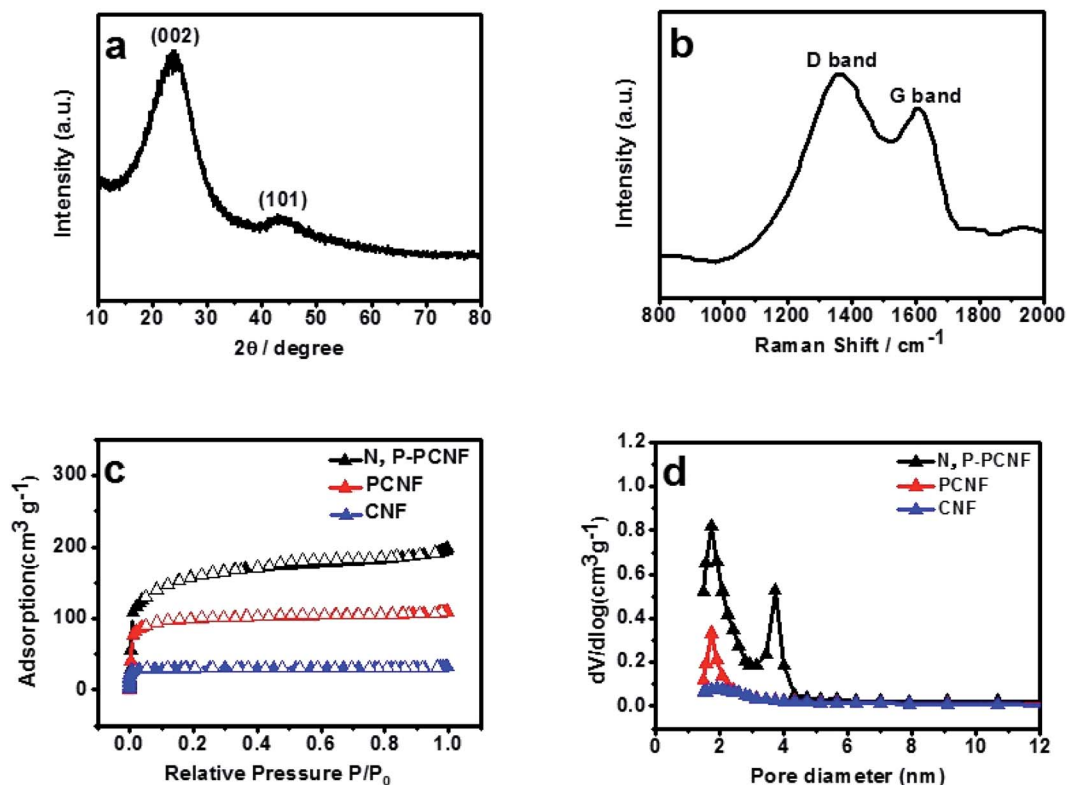 a
(002)
(101)
Intensity (a.u.)
10 20 30 40 50 60 70 80
2θ / degree
b
D band
G band
Intensity (a.u.)
800 1000 1200 1400 1600 1800 2000
Raman Shift / cm⁻¹
c
N, P-PCNF
PCNF
CNF
Adsorption(cm³ g⁻¹)
300
200
100
0
0.0 0.2 0.4 0.6 0.8 1.0
Relative Pressure P/P₀
d
N, P-PCNF
PCNF
CNF
dV/dlog(cm³g⁻¹)
1.2
1.0
0.8
0.6
0.4
0.2
0.0
0 2 4 6 8 10 12
Pore diameter (nm)